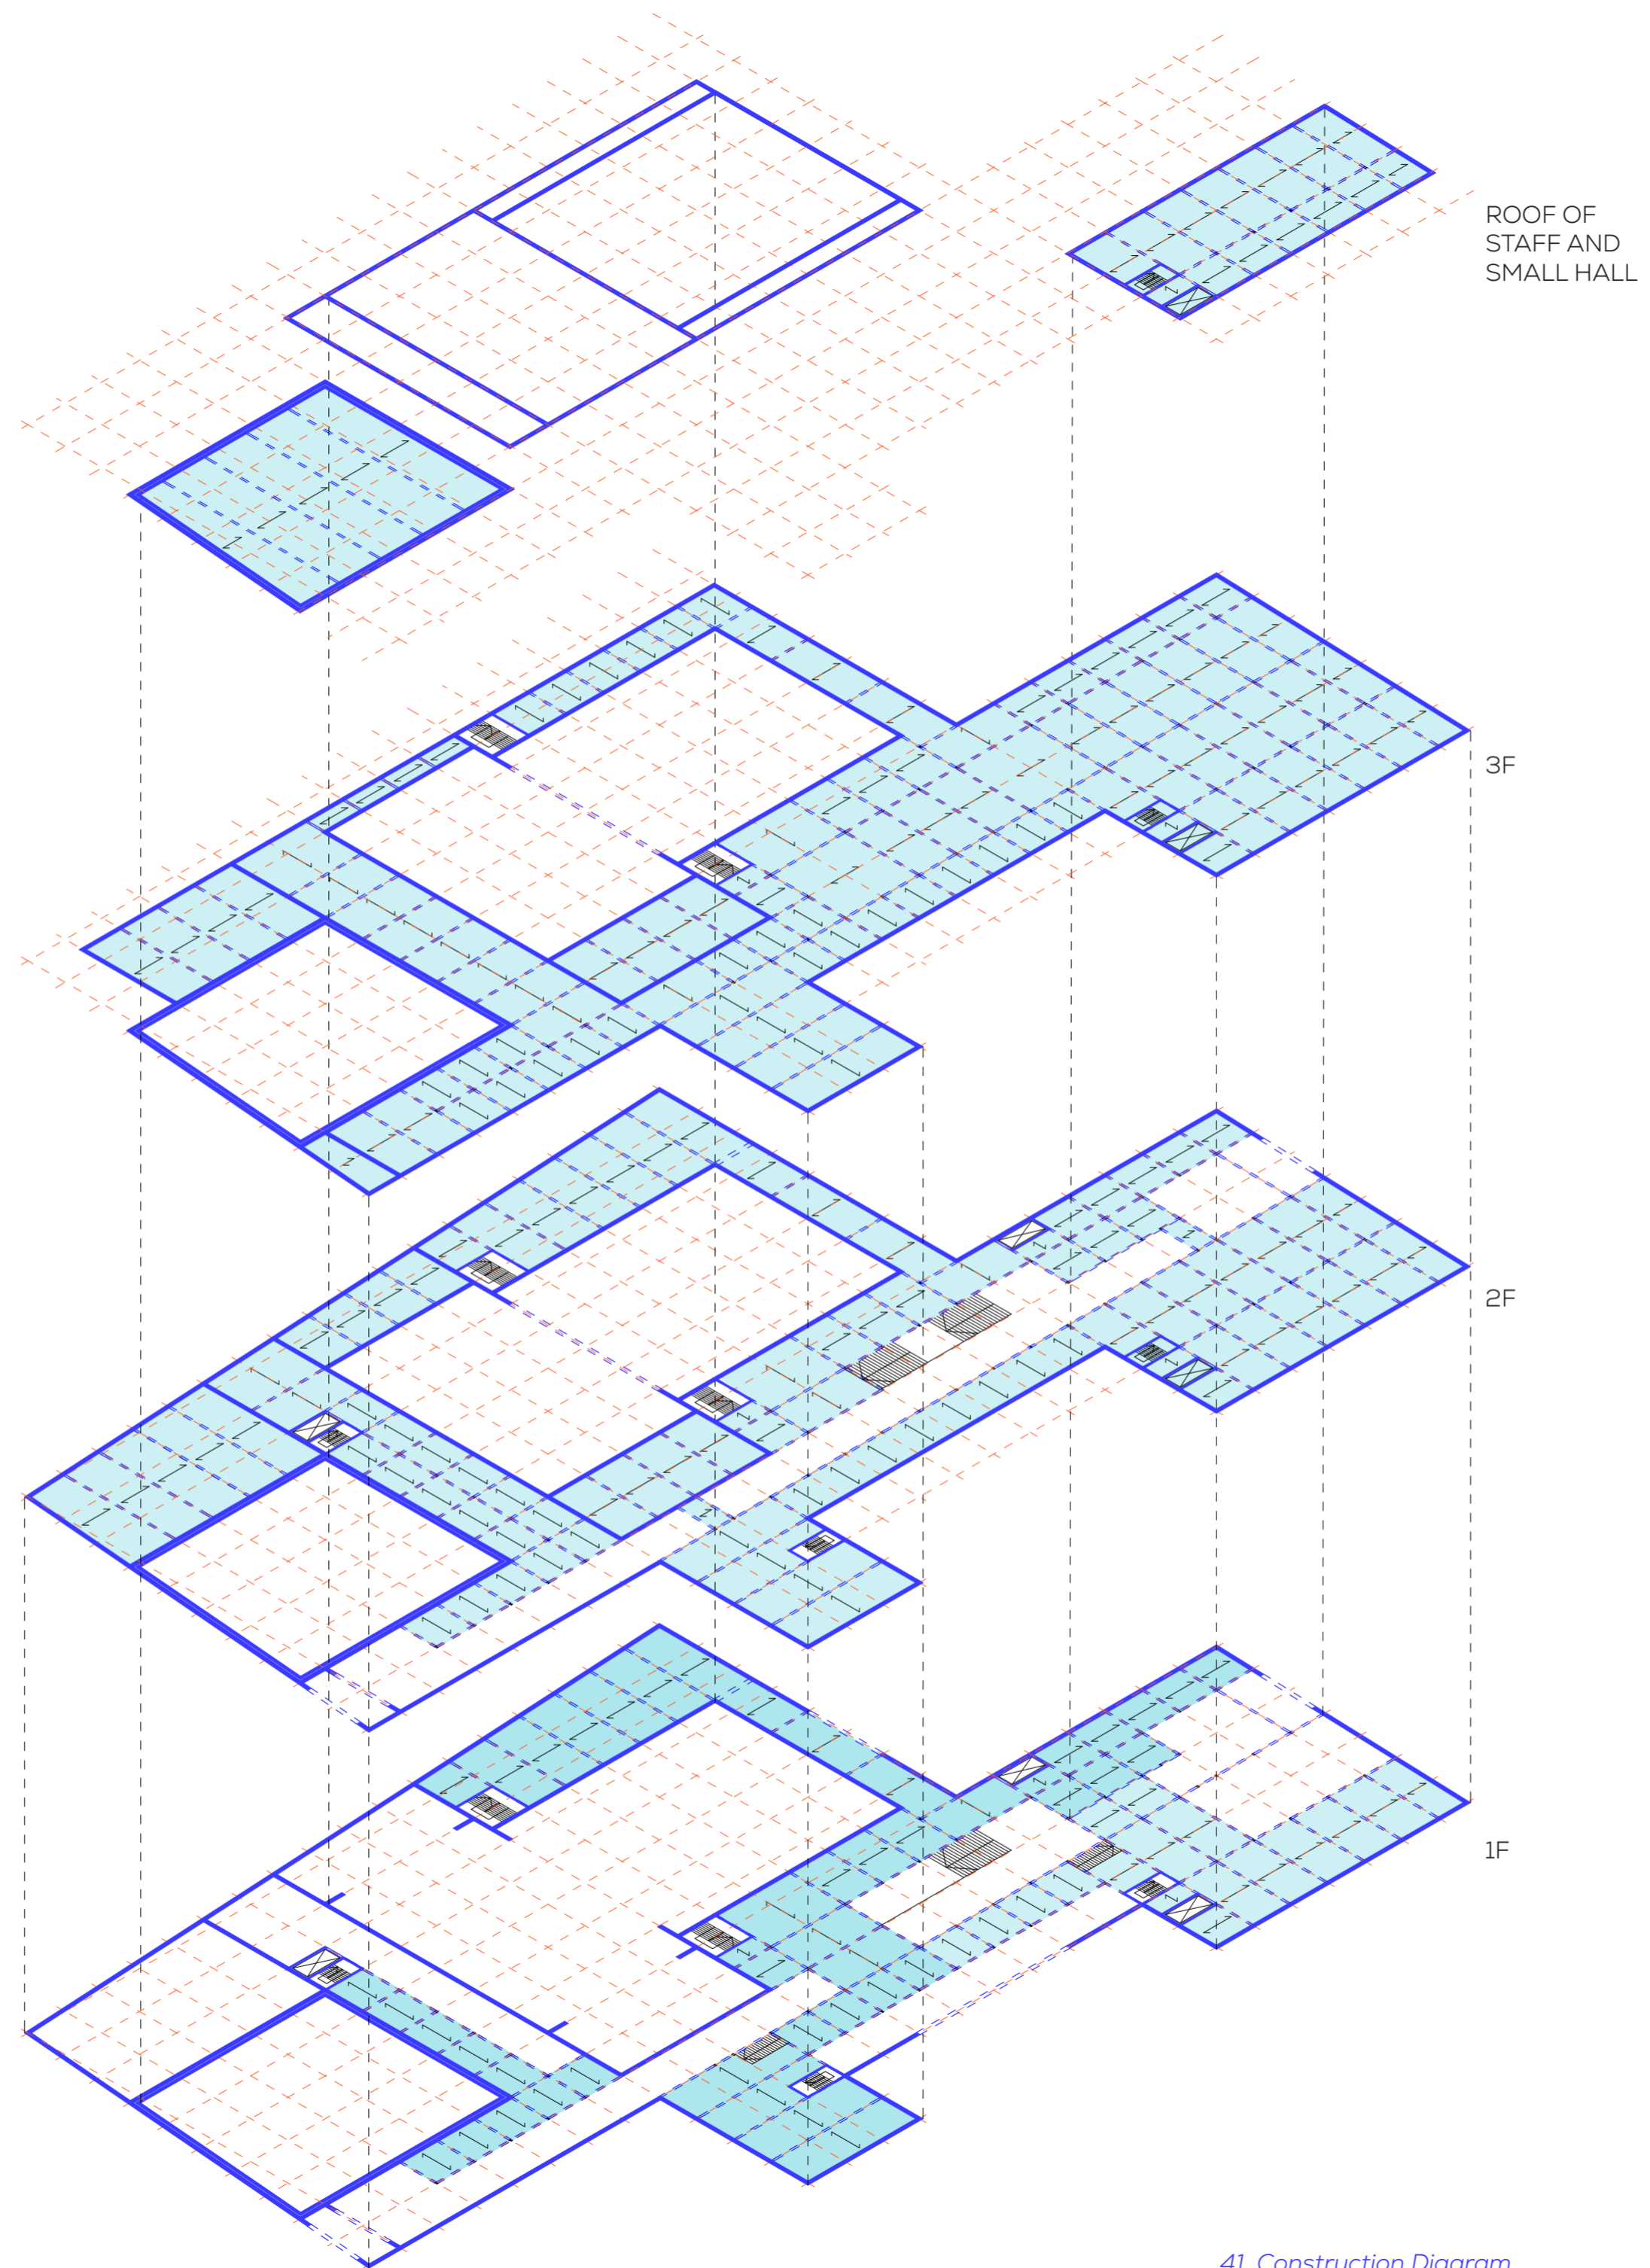 ROOF OF
STAFF AND
SMALL HALL
3F
2F
1F
41. Construction Diagram